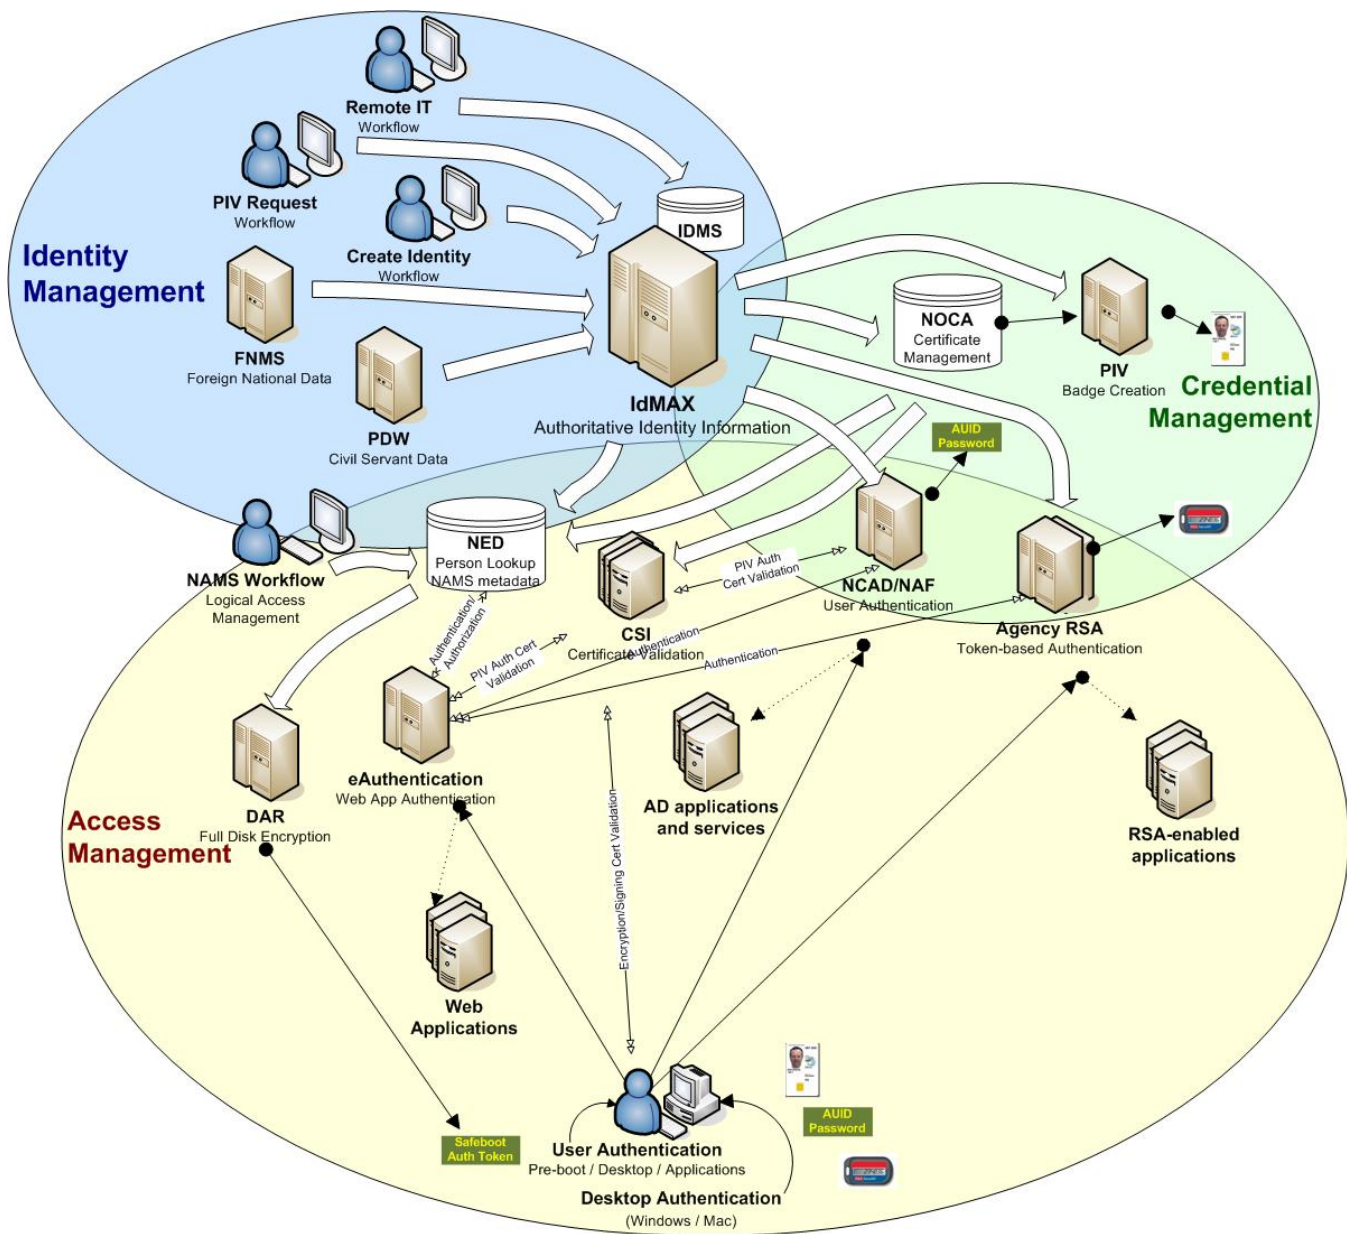 Remote IT
Workflow
PIV Request
Workflow
IDMS
Identity
Management
Create Identity
Workflow
NOCA
Certificate
Management
FNMS
Foreign National Data
PIV
Badge Creation
Credential
Management
IdMAX
Authoritative Identity Information
PDW
Civil Servant Data
AUID
Password
NED
Person Lookup
NAMS metadata
NAMS Workflow
Logical Access
Management
PIV Auth
Cert Validation
NCAD/NAF
User Authentication
CSI
Certificate Validation
Agency RSA
Token-based Authentication
Authentication/
Authorization
PIV Auth Cert
Validation
Authentication
Authentication
eAuthentication
Web App Authentication
DAR
Full Disk Encryption
Access
Management
AD applications
and services
RSA-enabled
applications
Encryption/Signing Cert Validation
Web
Applications
Safeboot
Auth Token
AUID
Password
User Authentication
Pre-boot / Desktop / Applications
Desktop Authentication
(Windows / Mac)